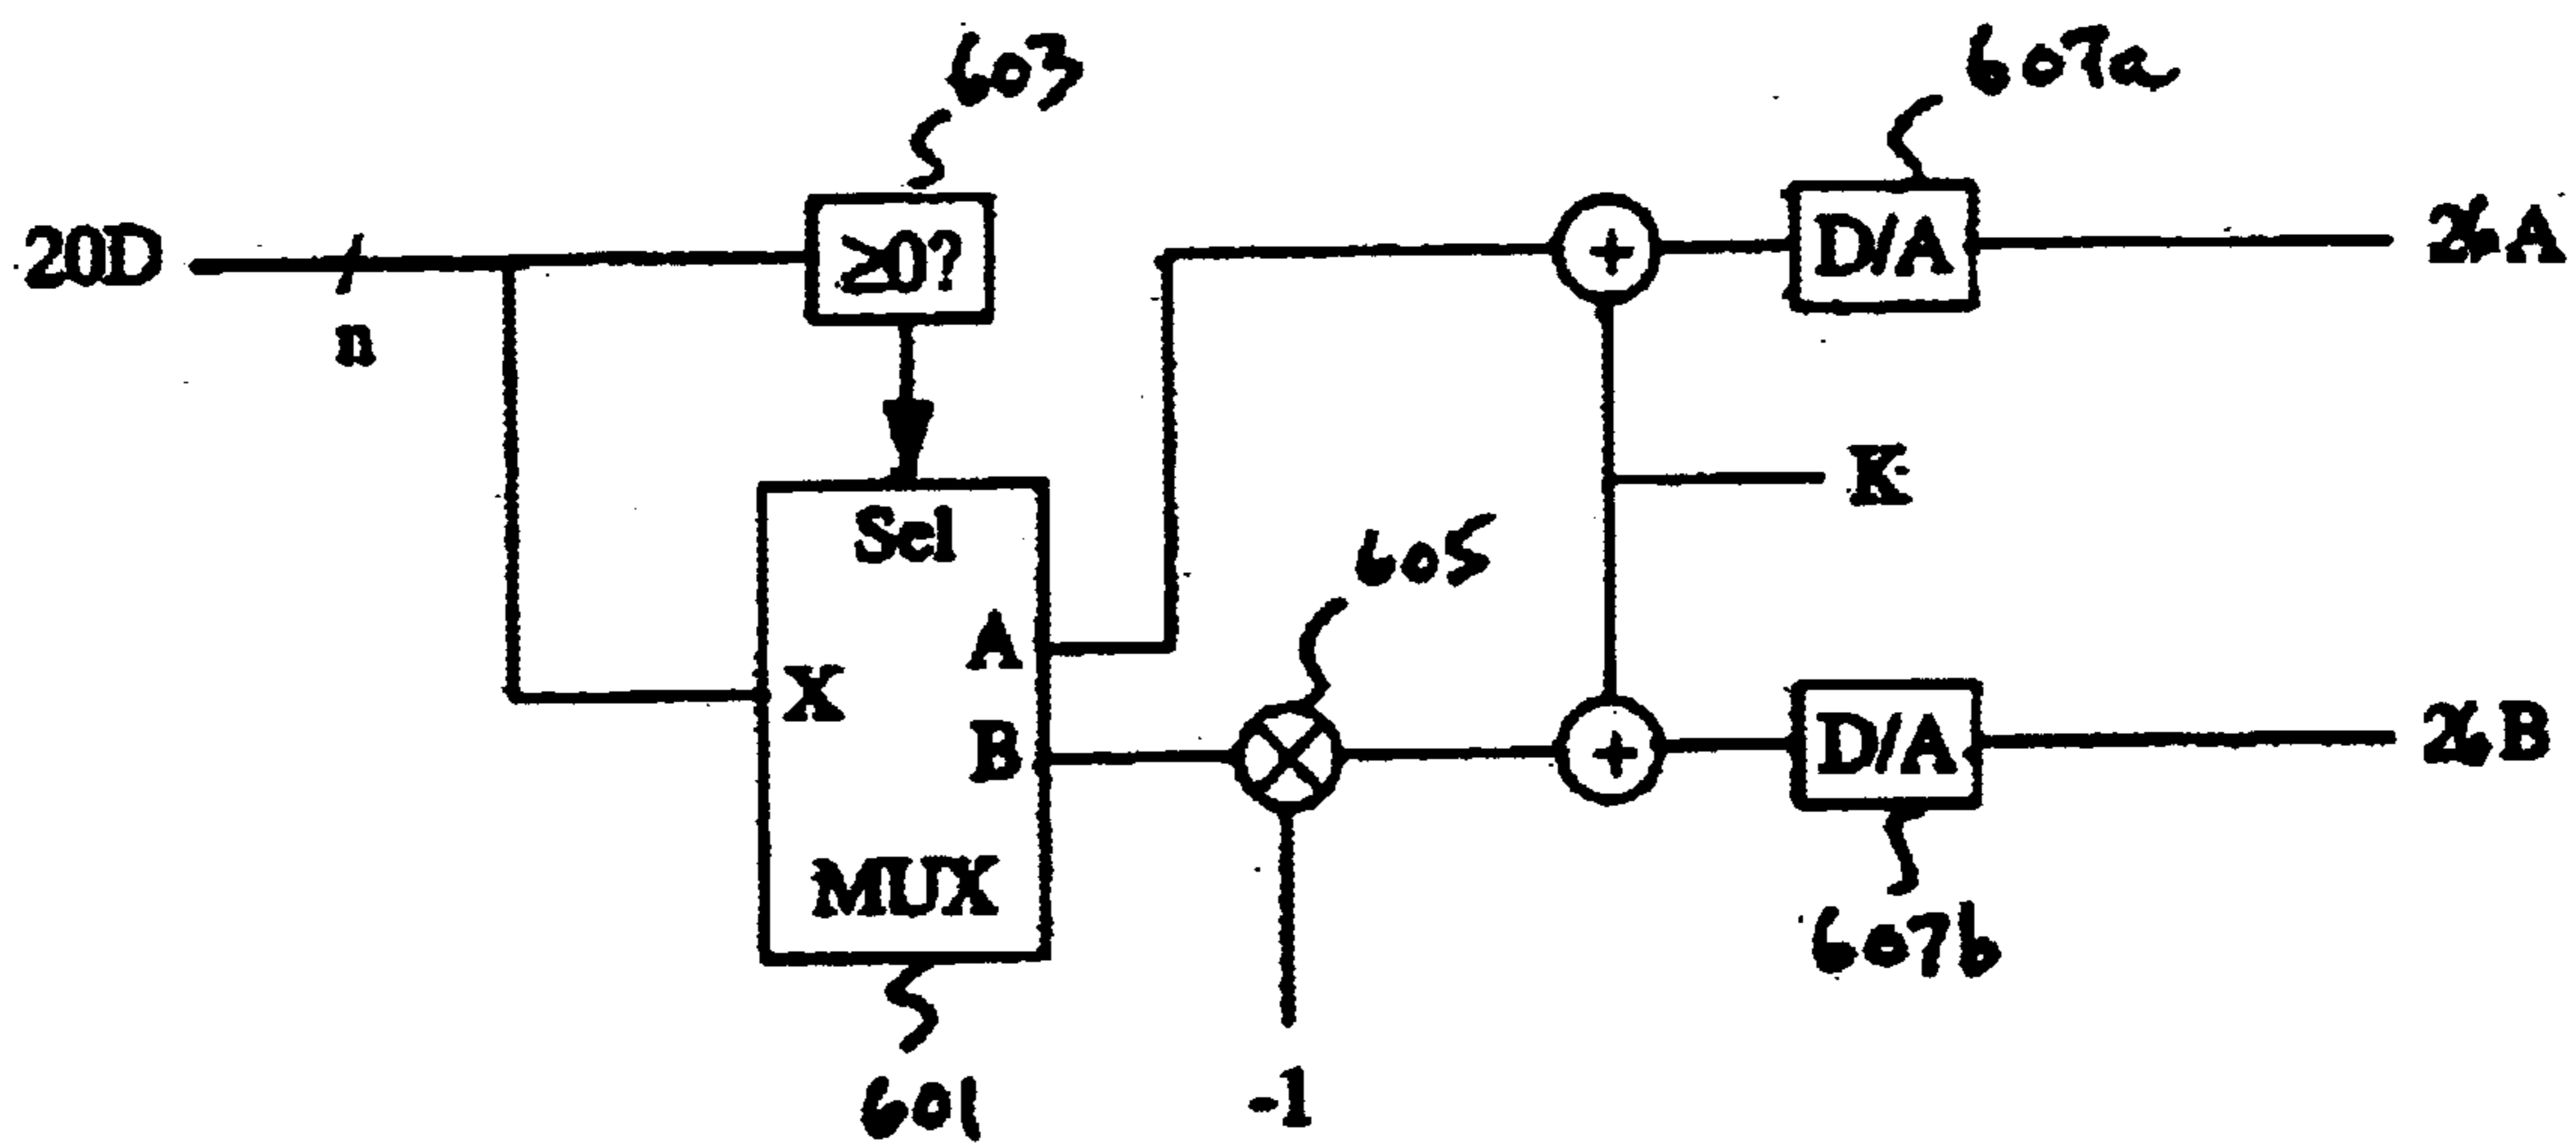 603
607a
20D
n
≥0?
+
D/A
26A
Sel
K
605
A
X
B
+
D/A
26B
MUX
607b
601
-1